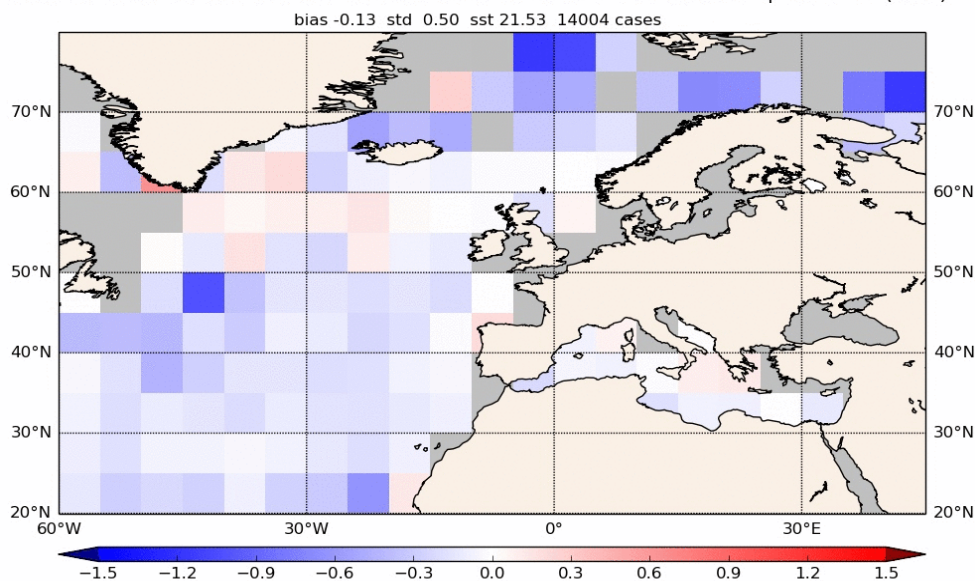 bias -0.13 std 0.50 sst 21.53 14004 cases
70°N 70°N
60°N 60°N
50°N 50°N
40°N 40°N
30°N 30°N
20°N 20°N
60°W 30°W 0° 30°E
−1.5 −1.2 −0.9 −0.6 −0.3 0.0 0.3 0.6 0.9 1.2 1.5